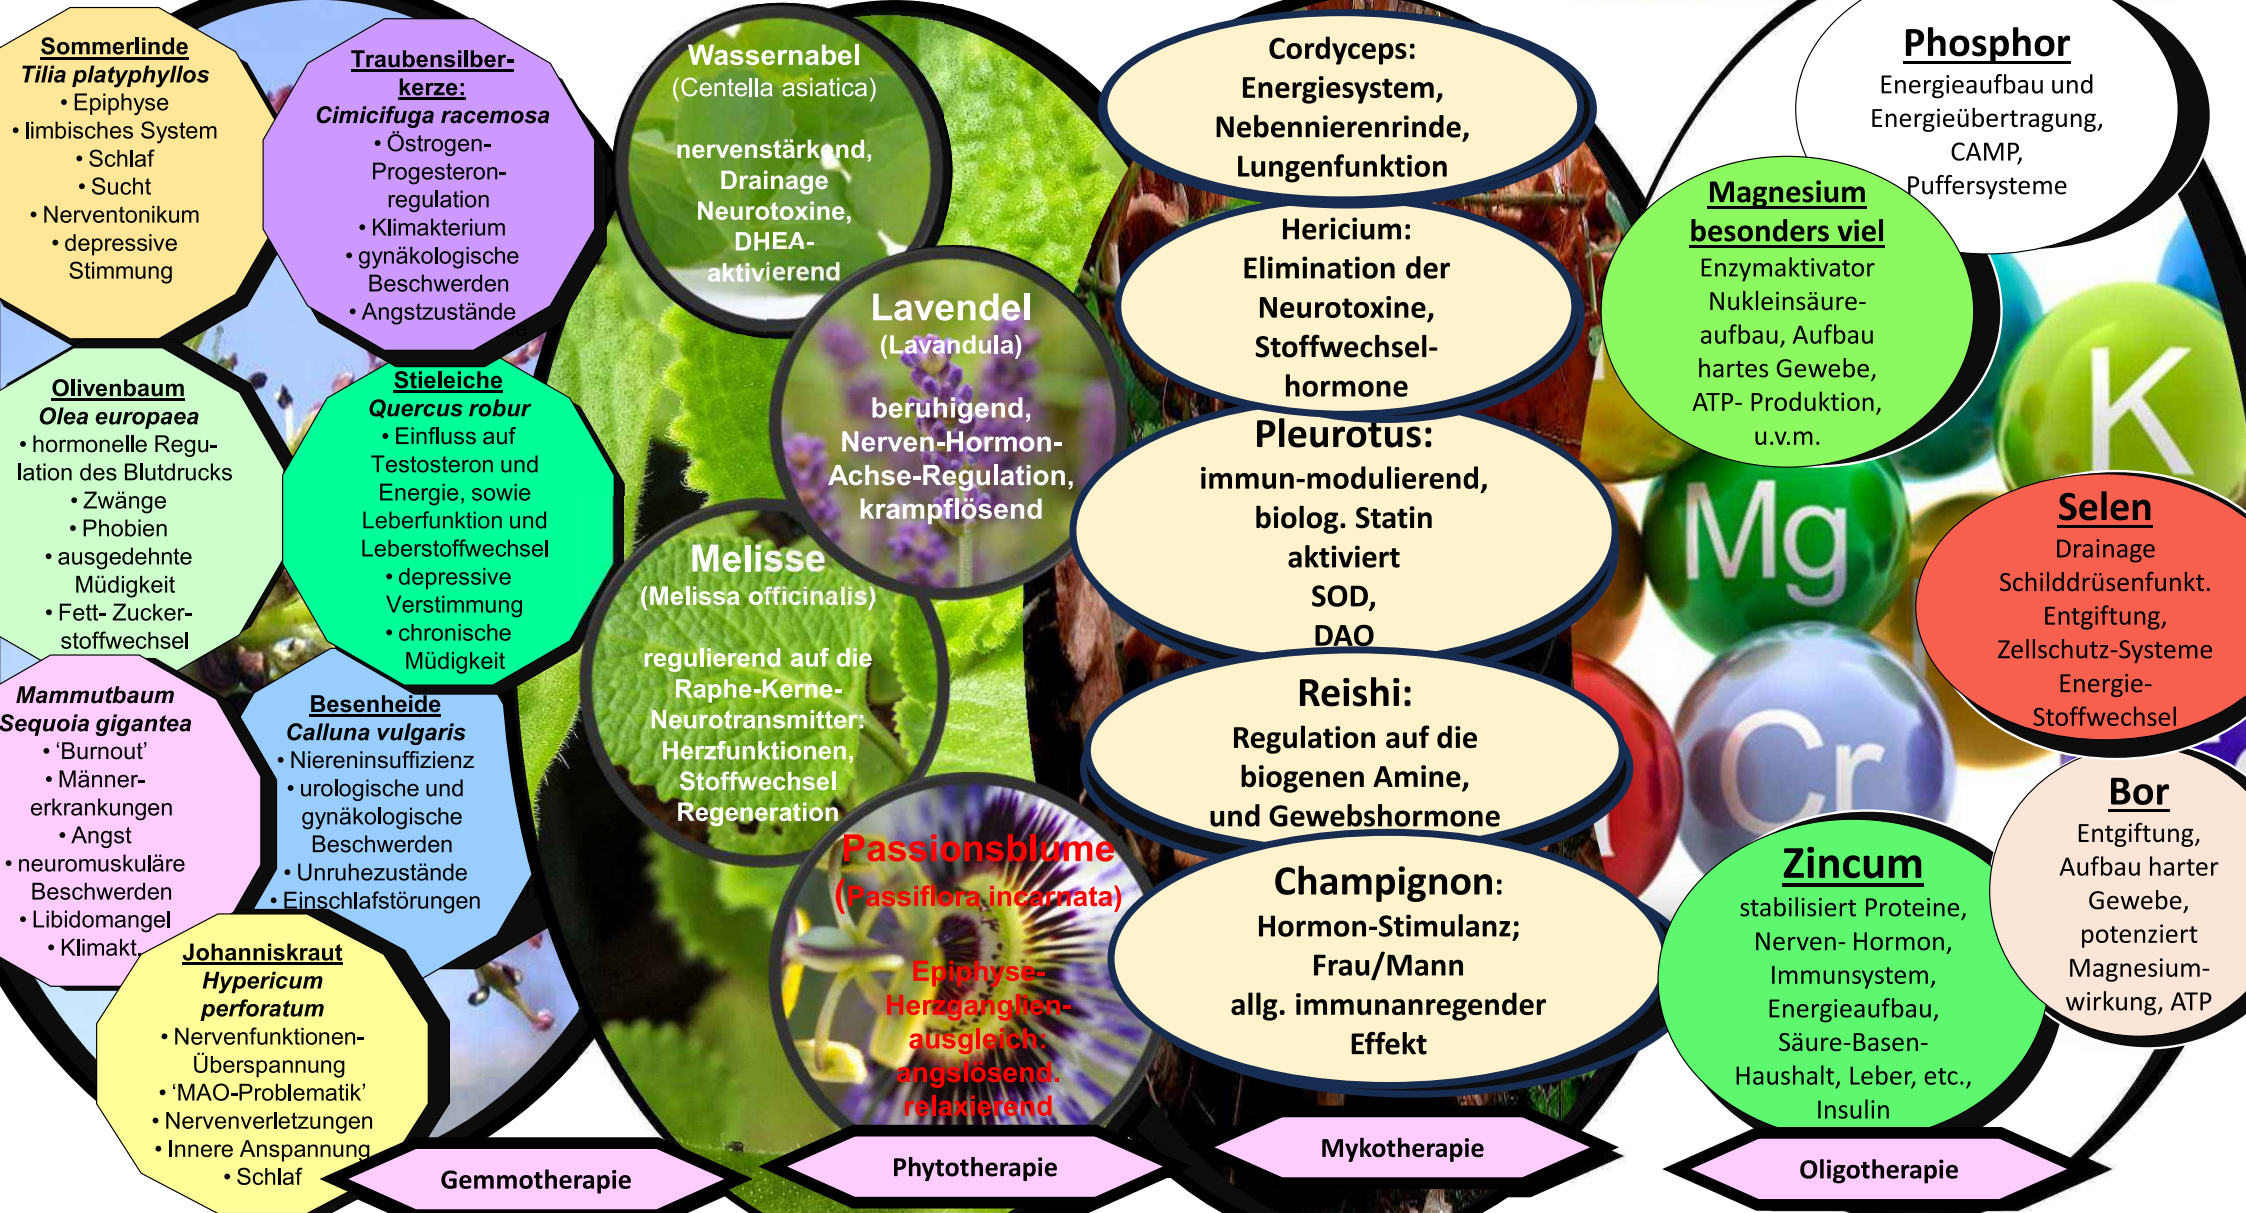 Sommerlinde
Tilia platyphyllos
• Epiphyse
• limbisches System
• Schlaf
• Sucht
• Nerventonikum
• depressive
Stimmung
Traubensilber-
kerze:
Cimicifuga racemosa
• Östrogen-
Progesteron-
regulation
• Klimakterium
• gynäkologische
Beschwerden
• Angstzustände
Olivenbaum
Olea europaea
• hormonelle Regu-
lation des Blutdrucks
• Zwänge
• Phobien
• ausgedehnte
Müdigkeit
• Fett- Zucker-
stoffwechsel
Stieleiche
Quercus robur
• Einfluss auf
Testosteron und
Energie, sowie
Leberfunktion und
Leberstoffwechsel
• depressive
Verstimmung
• chronische
Müdigkeit
Mammutbaum
Sequoia gigantea
• ‘Burnout’
• Männer-
erkrankungen
• Angst
• neuromuskuläre
Beschwerden
• Libidomangel
• Klimakt.
Besenheide
Calluna vulgaris
• Niereninsuffizienz
• urologische und
gynäkologische
Beschwerden
• Unruhezustände
• Einschlafstörungen
Johanniskraut
Hypericum
perforatum
• Nervenfunktionen-
Überspannung
• ‘MAO-Problematik’
• Nervenverletzungen
• Innere Anspannung
• Schlaf
Gemmotherapie
Wassernabel
(Centella asiatica)
nervenstärkend,
Drainage
Neurotoxine,
DHEA-
aktivierend
Lavendel
(Lavandula)
beruhigend,
Nerven-Hormon-
Achse-Regulation,
krampflösend
Melisse
(Melissa officinalis)
regulierend auf die
Raphe-Kerne-
Neurotransmitter:
Herzfunktionen,
Stoffwechsel
Regeneration
Passionsblume
(Passiflora incarnata)
Epiphyse-
Herzganglien-
ausgleich:
angslösend.
relaxierend
Phytotherapie
Cordyceps:
Energiesystem,
Nebennierenrinde,
Lungenfunktion
Hericium:
Elimination der
Neurotoxine,
Stoffwechsel-
hormone
Pleurotus:
immun-modulierend,
biolog. Statin
aktiviert
SOD,
DAO
Reishi:
Regulation auf die
biogenen Amine,
und Gewebshormone
Champignon:
Hormon-Stimulanz;
Frau/Mann
allg. immunanregender
Effekt
Mykotherapie
Phosphor
Energieaufbau und
Energieübertragung,
CAMP,
Puffersysteme
Magnesium
besonders viel
Enzymaktivator
Nukleinsäure-
aufbau, Aufbau
hartes Gewebe,
ATP- Produktion,
u.v.m.
K
Mg
Cr
Selen
Drainage
Schilddrüsenfunkt.
Entgiftung,
Zellschutz-Systeme
Energie-
Stoffwechsel
Bor
Entgiftung,
Aufbau harter
Gewebe,
potenziert
Magnesium-
wirkung, ATP
Zincum
stabilisiert Proteine,
Nerven- Hormon,
Immunsystem,
Energieaufbau,
Säure-Basen-
Haushalt, Leber, etc.,
Insulin
Oligotherapie